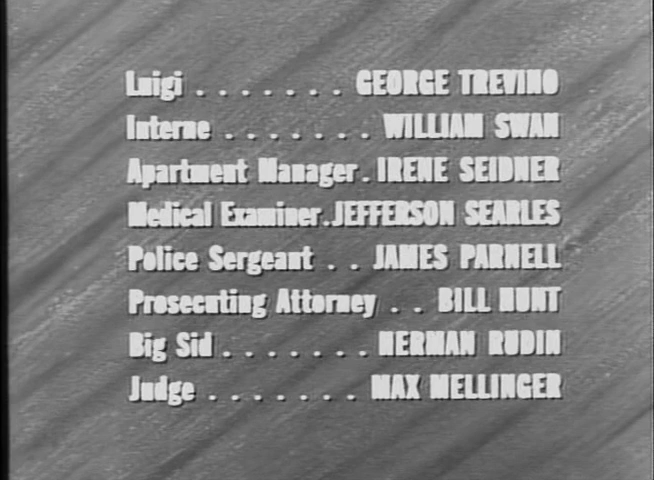 Luigi . . . . . . . GEORGE TREVINO
Interne . . . . . . . WILLIAM SWAN
Apartment Manager . IRENE SEIDNER
Medical Examiner . JEFFERSON SEARLES
Police Sergeant . . JAMES PARNELL
Prosecuting Attorney . . BILL HUNT
Big Sid . . . . . . . HERMAN RUDIN
Judge . . . . . . . MAX MELLINGER